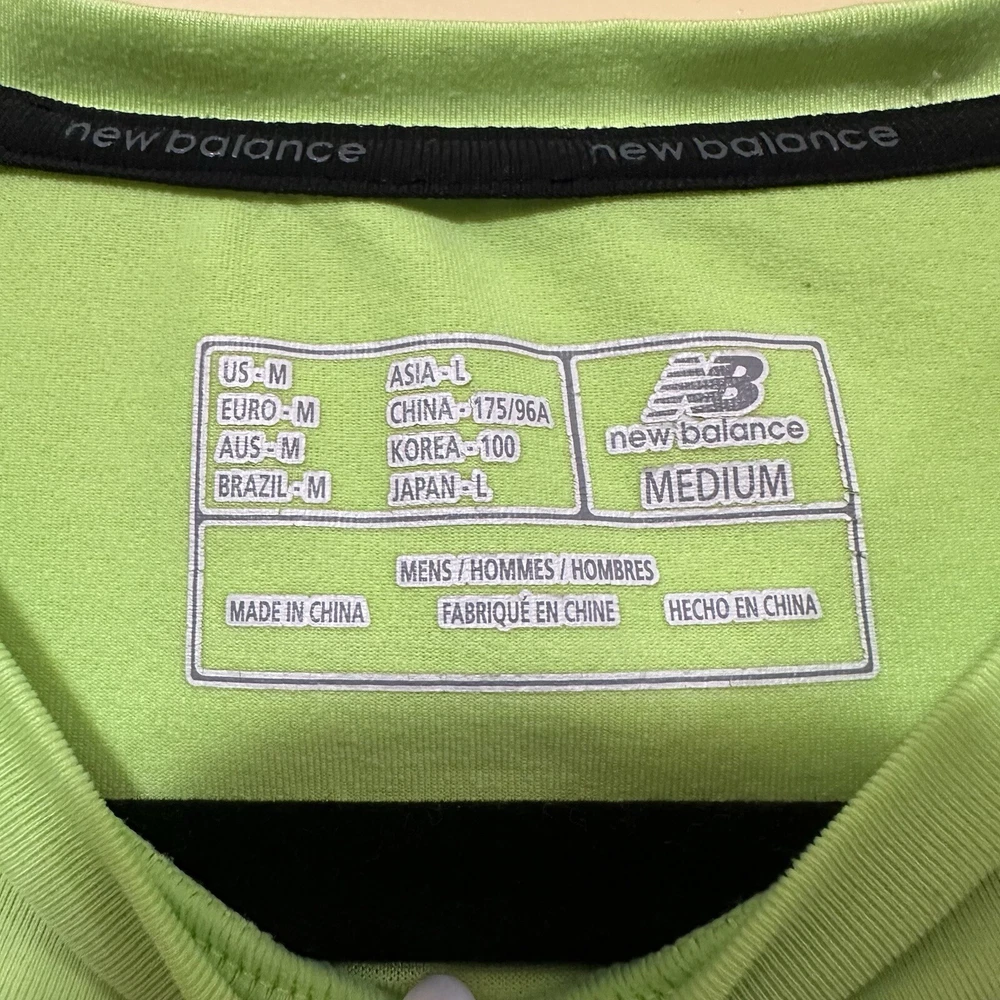 new balance new balance
US - M ASIA - L
EURO - M CHINA - 175/96A
AUS - M KOREA - 100
BRAZIL - M JAPAN - L
NB
new balance
MEDIUM
MENS / HOMMES / HOMBRES
MADE IN CHINA FABRIQUÉ EN CHINE HECHO EN CHINA